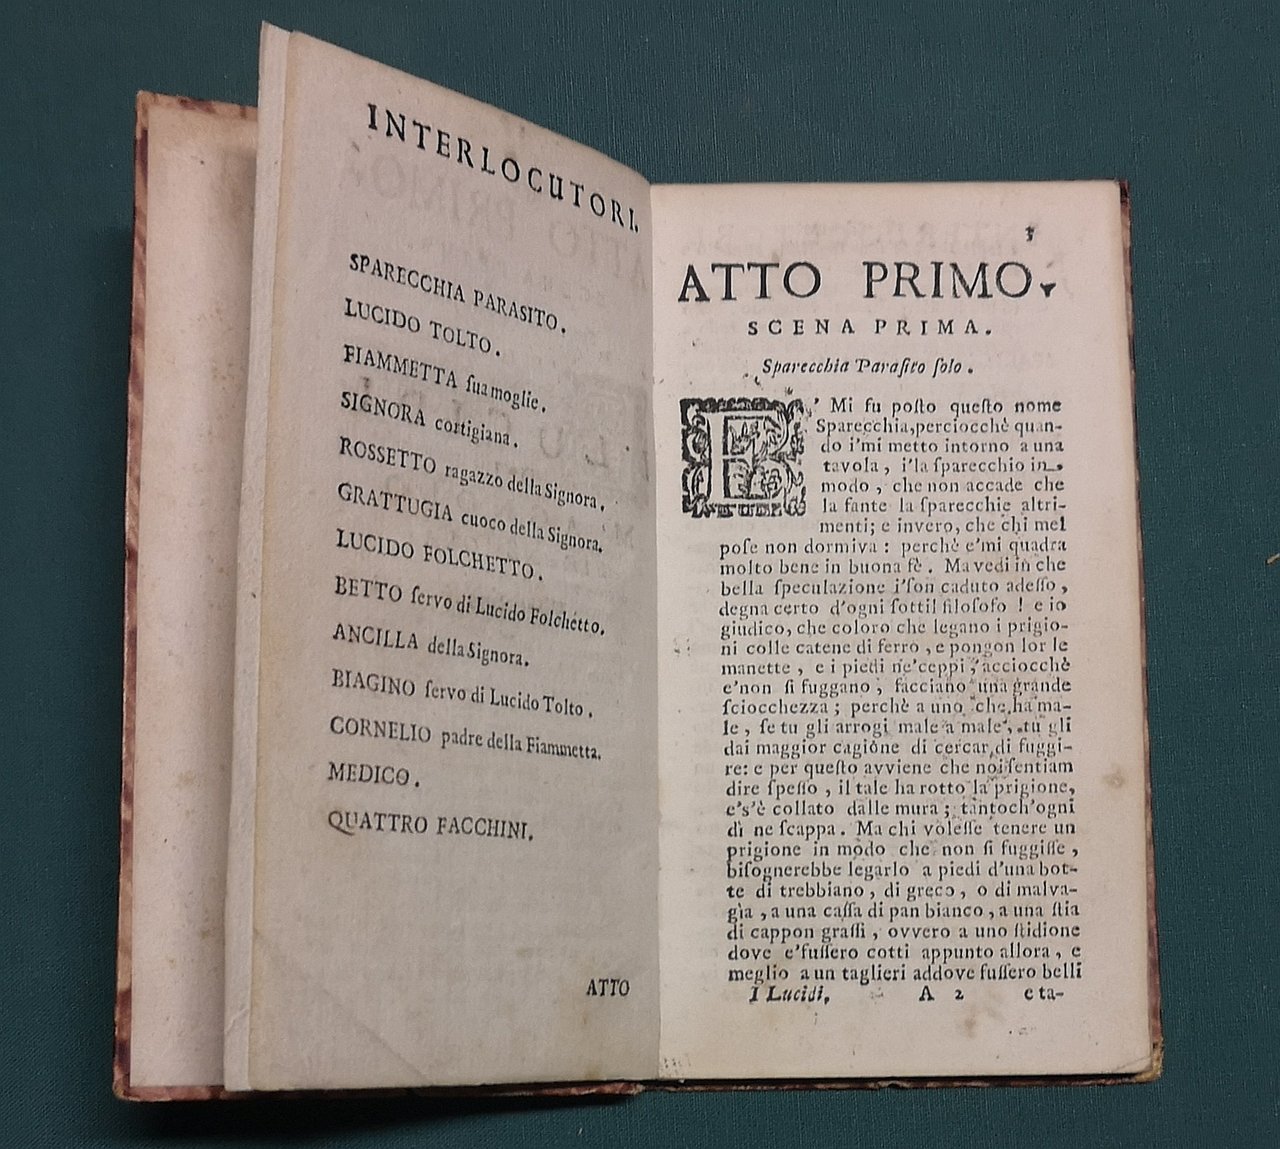 INTERLOCUTORI.
SPARECCHIA PARASITO.
LUCIDO TOLTO.
FIAMMETTA ſua moglie.
SIGNORA cortigiana.
ROSSETTO ragazzo della Signora.
GRATTUGIA cuoco della Signora.
LUCIDO FOLCHETTO.
BETTO ſervo di Lucido Folchetto.
ANCILLA della Signora.
BIAGINO ſervo di Lucido Tolto.
CORNELIO padre della Fiammetta.
MEDICO.
QUATTRO FACCHINI.
ATTO
3
ATTO PRIMO.
SCENA PRIMA.
Sparecchia Paraſito ſolo.
E' Mi fu poſto queſto nome
Sparecchia, perciocchè quan-
do i'mi metto intorno a una
tavola, i'la ſparecchio in
modo, che non accade che
la fante la ſparecchie altri-
menti; e invero, che chi mel
poſe non dormiva: perchè e'mi quadra
molto bene in buona fè. Ma vedi in che
bella ſpeculazione i'ſon caduto adeſſo,
degna certo d'ogni ſottil filoſofo! e io
giudico, che coloro che legano i prigio-
ni colle catene di ferro, e pongon lor le
manette, e i piedi ne'ceppi, acciocchè
e'non ſi fuggano, facciano una grande
ſciocchezza; perchè a uno che ha ma-
le, ſe tu gli arrogi male a male, tu gli
dai maggior cagione di cercar di fuggi-
re: e per queſto avviene che noi ſentiam
dire ſpeſſo, il tale ha rotto la prigione,
e's'è collato dalle mura; tantoch'ogni
dì ne ſcappa. Ma chi voleſſe tenere un
prigione in modo che non ſi fuggiſſe,
biſognerebbe legarlo a piedi d'una bot-
te di trebbiano, di greco, o di malva-
gìa, a una caſſa di pan bianco, a una ſtia
di cappon graſſi, ovvero a uno ſtidione
dove e'fuſſero cotti appunto allora, e
meglio a un taglieri addove fuſſero belli
I Lucidi. A 2 e ta-